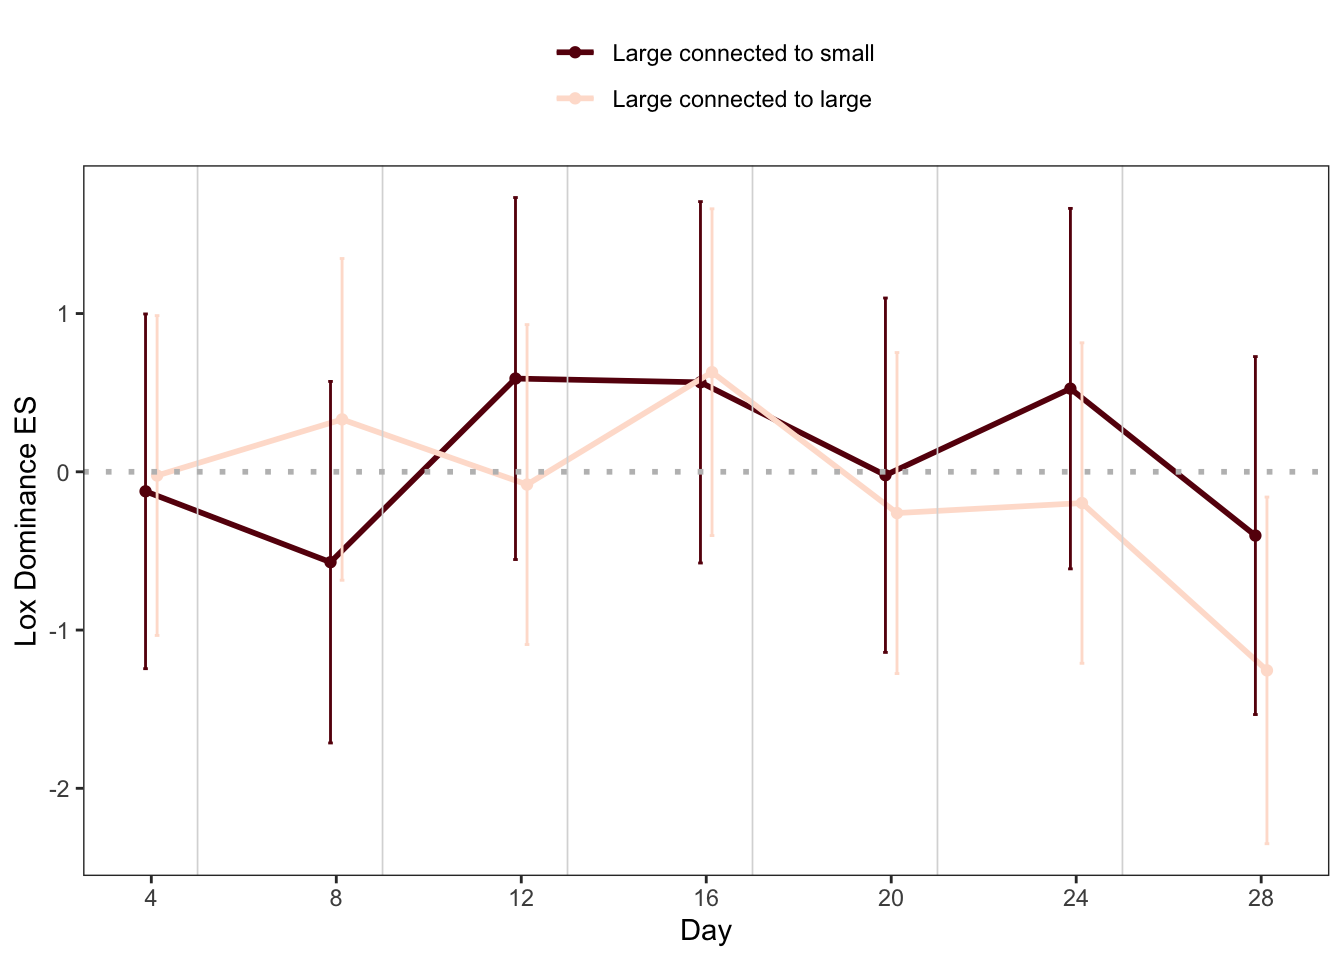 Large connected to small
Large connected to large
Lox Dominance ES
1
0
-1
-2
4 8 12 16 20 24 28
Day